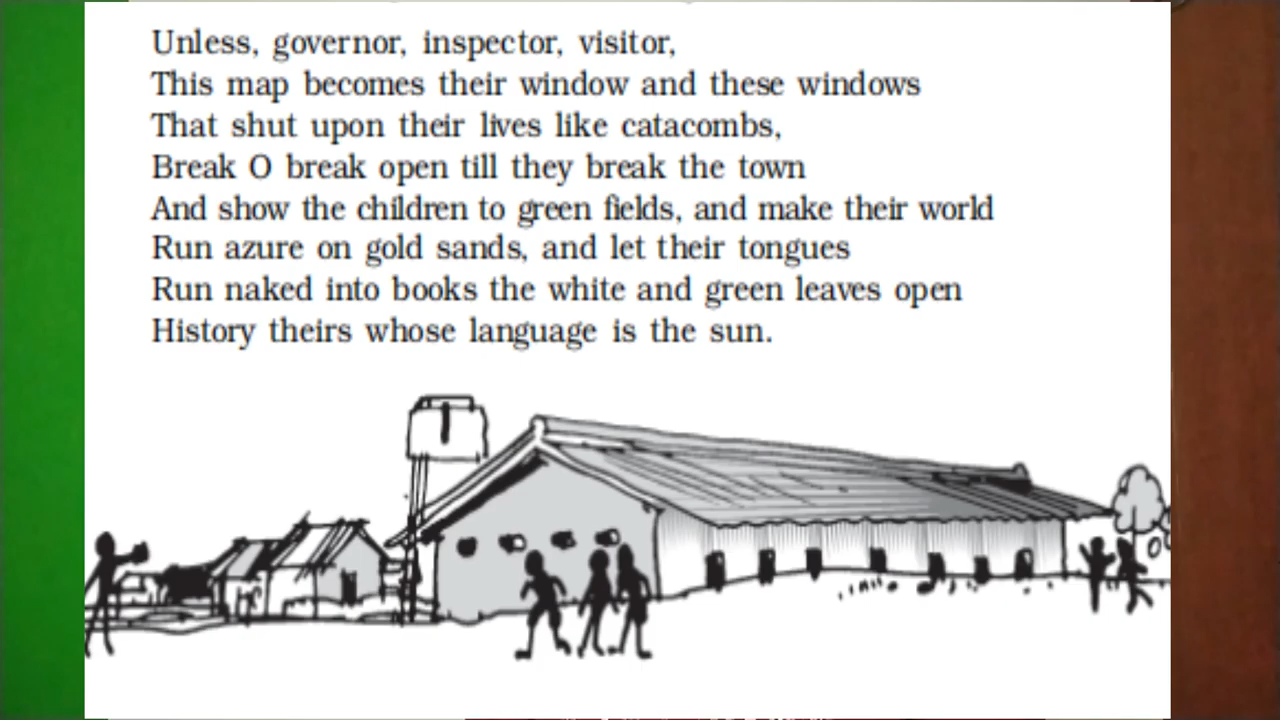 Unless, governor, inspector, visitor,
This map becomes their window and these windows
That shut upon their lives like catacombs,
Break O break open till they break the town
And show the children to green fields, and make their world
Run azure on gold sands, and let their tongues
Run naked into books the white and green leaves open
History theirs whose language is the sun.